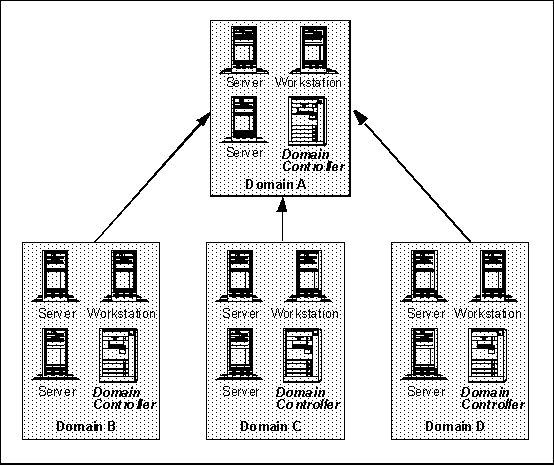 Server Workstation
Server Domain
Controller
Domain A
Server Workstation Server Workstation Server Workstation
Server Domain Server Domain Server Domain
Controller Controller Controller
Domain B Domain C Domain D